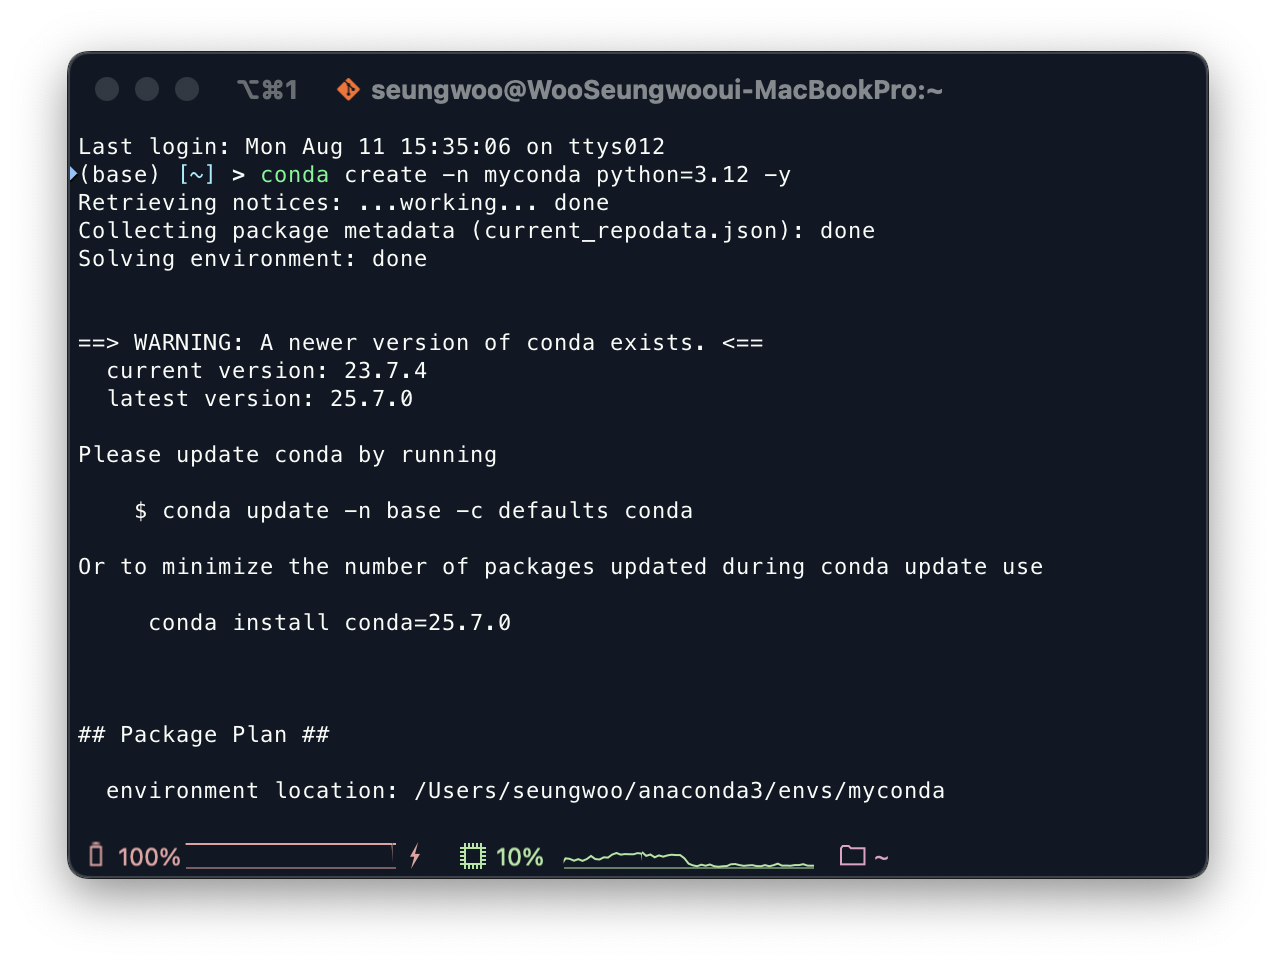 ⌥⌘1 seungwoo@WooSeungwooui-MacBookPro:~
Last login: Mon Aug 11 15:35:06 on ttys012
(base) [~] > conda create -n myconda python=3.12 -y
Retrieving notices: ...working... done
Collecting package metadata (current_repodata.json): done
Solving environment: done
==> WARNING: A newer version of conda exists. <==
current version: 23.7.4
latest version: 25.7.0
Please update conda by running
$ conda update -n base -c defaults conda
Or to minimize the number of packages updated during conda update use
conda install conda=25.7.0
## Package Plan ##
environment location: /Users/seungwoo/anaconda3/envs/myconda
100% 10% ~